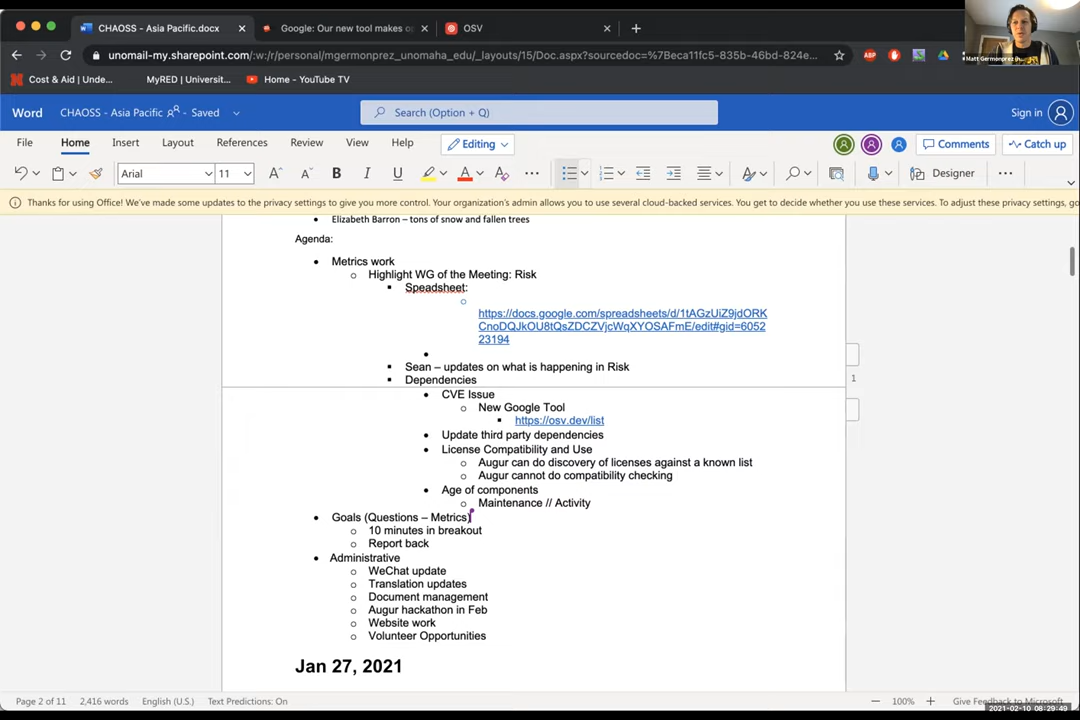 CHAOSS - Asia Pacific.docx
Google: Our new tool makes o
OSV
unomail-my.sharepoint.com/w:/r/personal/mgermonprez_unomaha_edu/_layouts/15/Doc.aspx?sourcedoc=%7Beca11fc5-835b-46bd-824e...
Cost & Aid | Unde...
MyRED | Universit...
Home - YouTube TV
Matt Germonprez
Word
CHAOSS - Asia Pacific - Saved
Search (Option + Q)
Sign in
File Home Insert Layout References Review View Help Editing
Comments
Catch up
Arial
11
Designer
Thanks for using Office! We've made some updates to the privacy settings to give you more control. Your organization's admin allows you to use several cloud-backed services. You get to decide whether you use these services. To adjust these privacy settings, go
Elizabeth Barron – tons of snow and fallen trees
Agenda:
Metrics work
Highlight WG of the Meeting: Risk
Speadsheet:
https://docs.google.com/spreadsheets/d/1tAGzUiZ9jdORK
CnoDQJkOU8tQsZDCZVjcWqXYOSAFmE/edit#gid=6052
23194
Sean – updates on what is happening in Risk
Dependencies
1
CVE Issue
New Google Tool
https://osv.dev/list
Update third party dependencies
License Compatibility and Use
Augur can do discovery of licenses against a known list
Augur cannot do compatibility checking
Age of components
Maintenance // Activity
Goals (Questions – Metrics)
10 minutes in breakout
Report back
Administrative
WeChat update
Translation updates
Document management
Augur hackathon in Feb
Website work
Volunteer Opportunities
Jan 27, 2021
Page 2 of 11
2,416 words
English (U.S.)
Text Predictions: On
100%
Give Feedback to Microsoft
2021-02-10 08:29:49